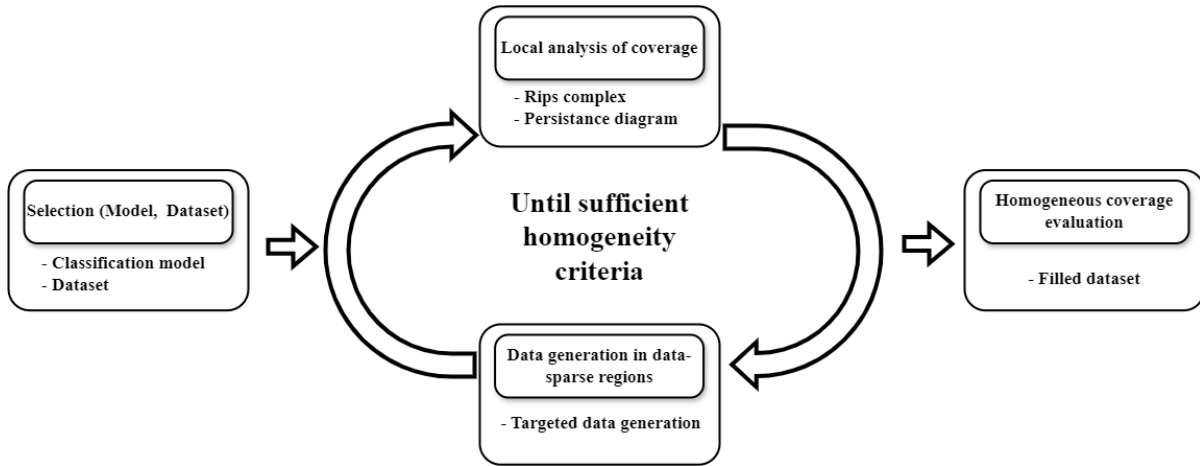 Local analysis of coverage
- Rips complex
- Persistance diagram
Selection (Model, Dataset)
- Classification model
- Dataset
Until sufficient
homogeneity
criteria
Homogeneous coverage
evaluation
- Filled dataset
Data generation in data-
sparse regions
- Targeted data generation